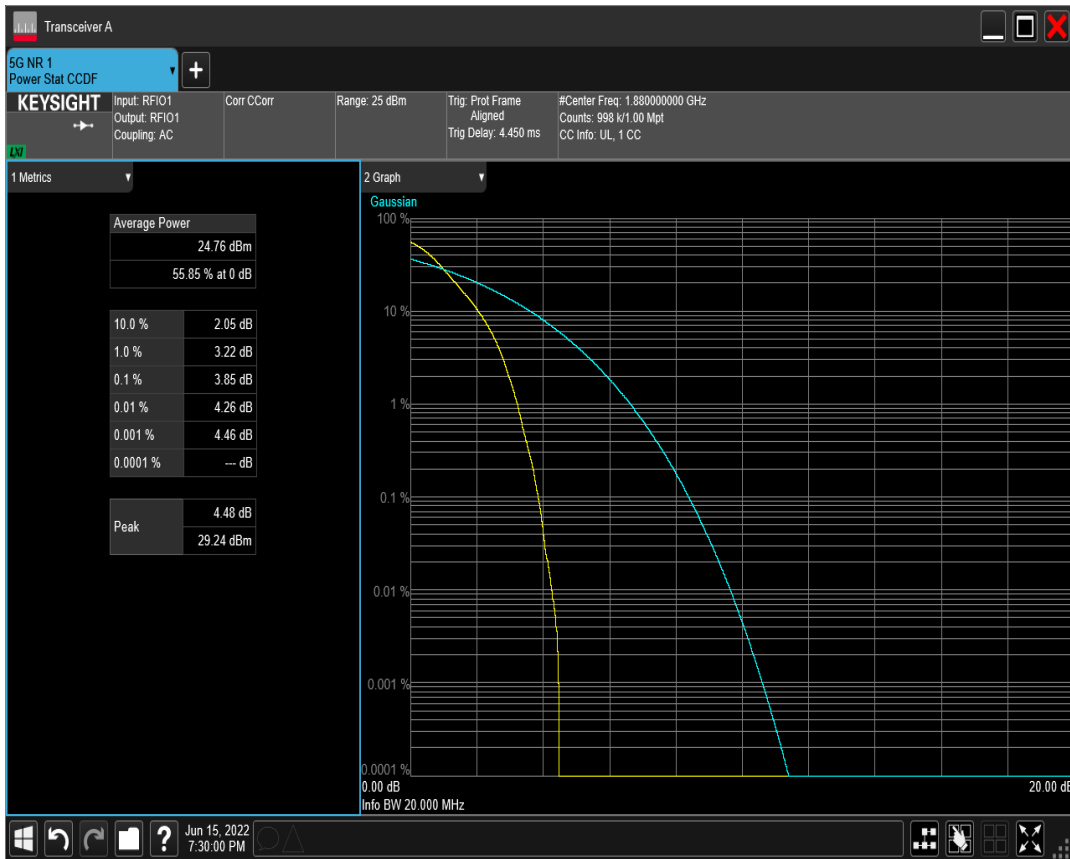 Transceiver A
5G NR 1
Power Stat CCDF
KEYSIGHT
LXI
Input: RFIO1
Output: RFIO1
Coupling: AC
Corr CCorr
Range: 25 dBm
Trig: Prot Frame
Aligned
Trig Delay: 4.450 ms
#Center Freq: 1.880000000 GHz
Counts: 998 k/1.00 Mpt
CC Info: UL, 1 CC
1 Metrics
Average Power
24.76 dBm
55.85 % at 0 dB
10.0 % 2.05 dB
1.0 % 3.22 dB
0.1 % 3.85 dB
0.01 % 4.26 dB
0.001 % 4.46 dB
0.0001 % --- dB
Peak 4.48 dB
29.24 dBm
2 Graph
Gaussian
100 %
10 %
1 %
0.1 %
0.01 %
0.001 %
0.0001 %
0.00 dB 20.00 dB
Info BW 20.000 MHz
Jun 15, 2022
7:30:00 PM